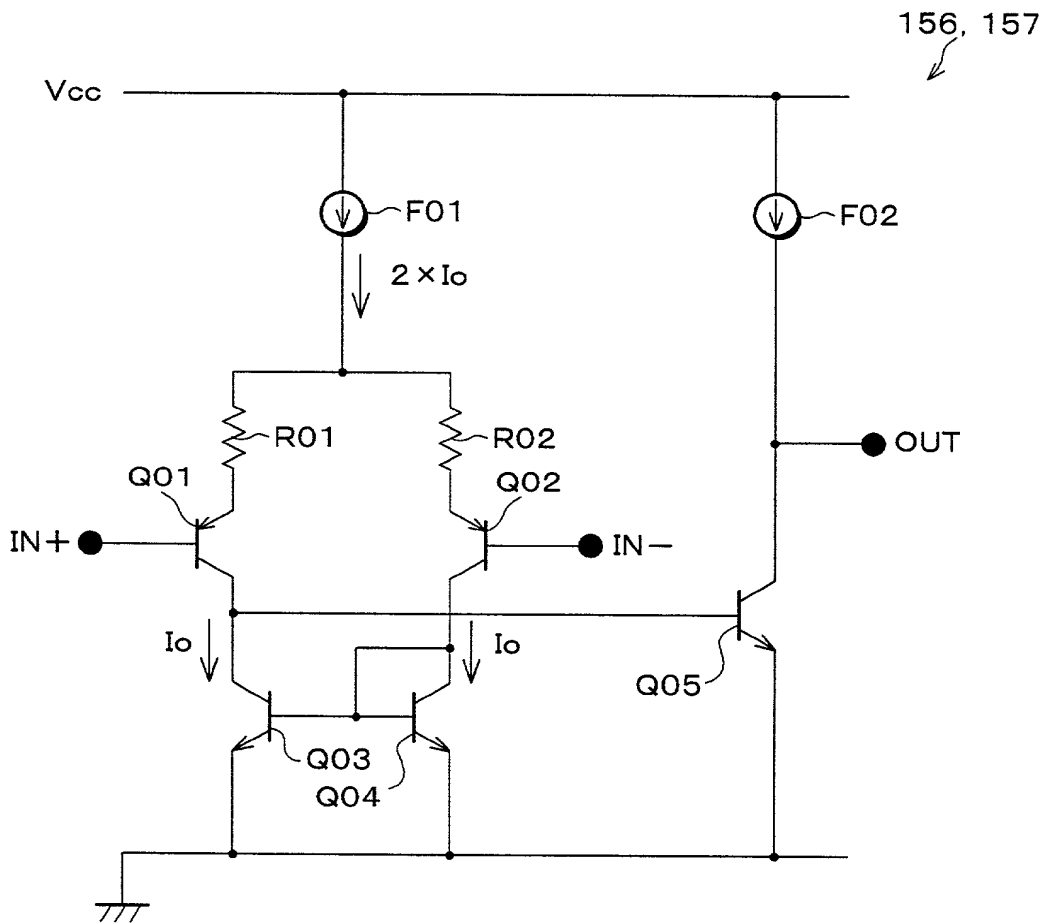 156, 157
Vcc
F01
F02
2×Io
R01
R02
OUT
Q01
Q02
IN+
IN−
Io
Io
Q05
Q03
Q04